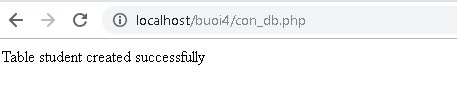 localhost/buoi4/con_db.php
Table student created successfully